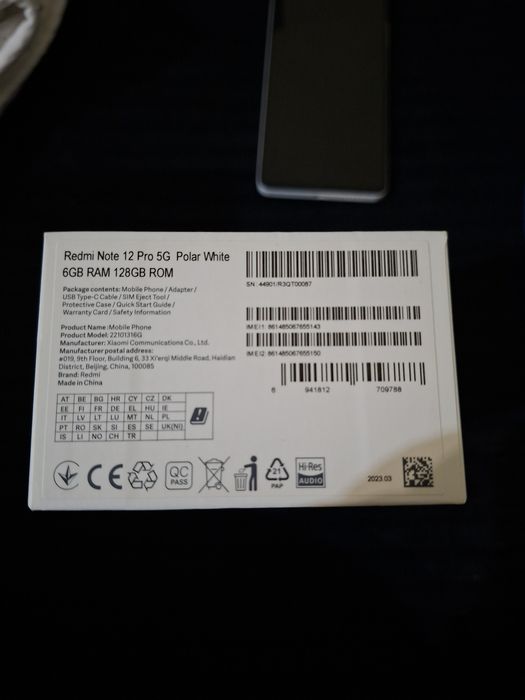 Redmi Note 12 Pro 5G Polar White
6GB RAM 128GB ROM
Package contents: Mobile Phone / Adapter /
USB Type-C Cable / SIM Eject Tool /
Protective Case / Quick Start Guide /
Warranty Card / Safety Information
Product Name: Mobile Phone
Product Model: 22101316G
Manufacturer: Xiaomi Communications Co., Ltd.
Manufacturer postal address:
#019, 9th Floor, Building 6, 33 Xi'erqi Middle Road, Haidian
District, Beijing, China, 100085
Brand: Redmi
Made in China
SN: 44901/R3QT00087
IMEI1: 861485067655143
IMEI2: 861485067655150
6 941812 709788
AT BE BG HR CY CZ DK
EE FI FR DE EL HU IE
IT LV LT LU MT NL PL
PT RO SK SI ES SE UK(NI)
IS LI NO CH TR
CE
QC
PASS
21
PAP
Hi-Res
AUDIO
2023.03